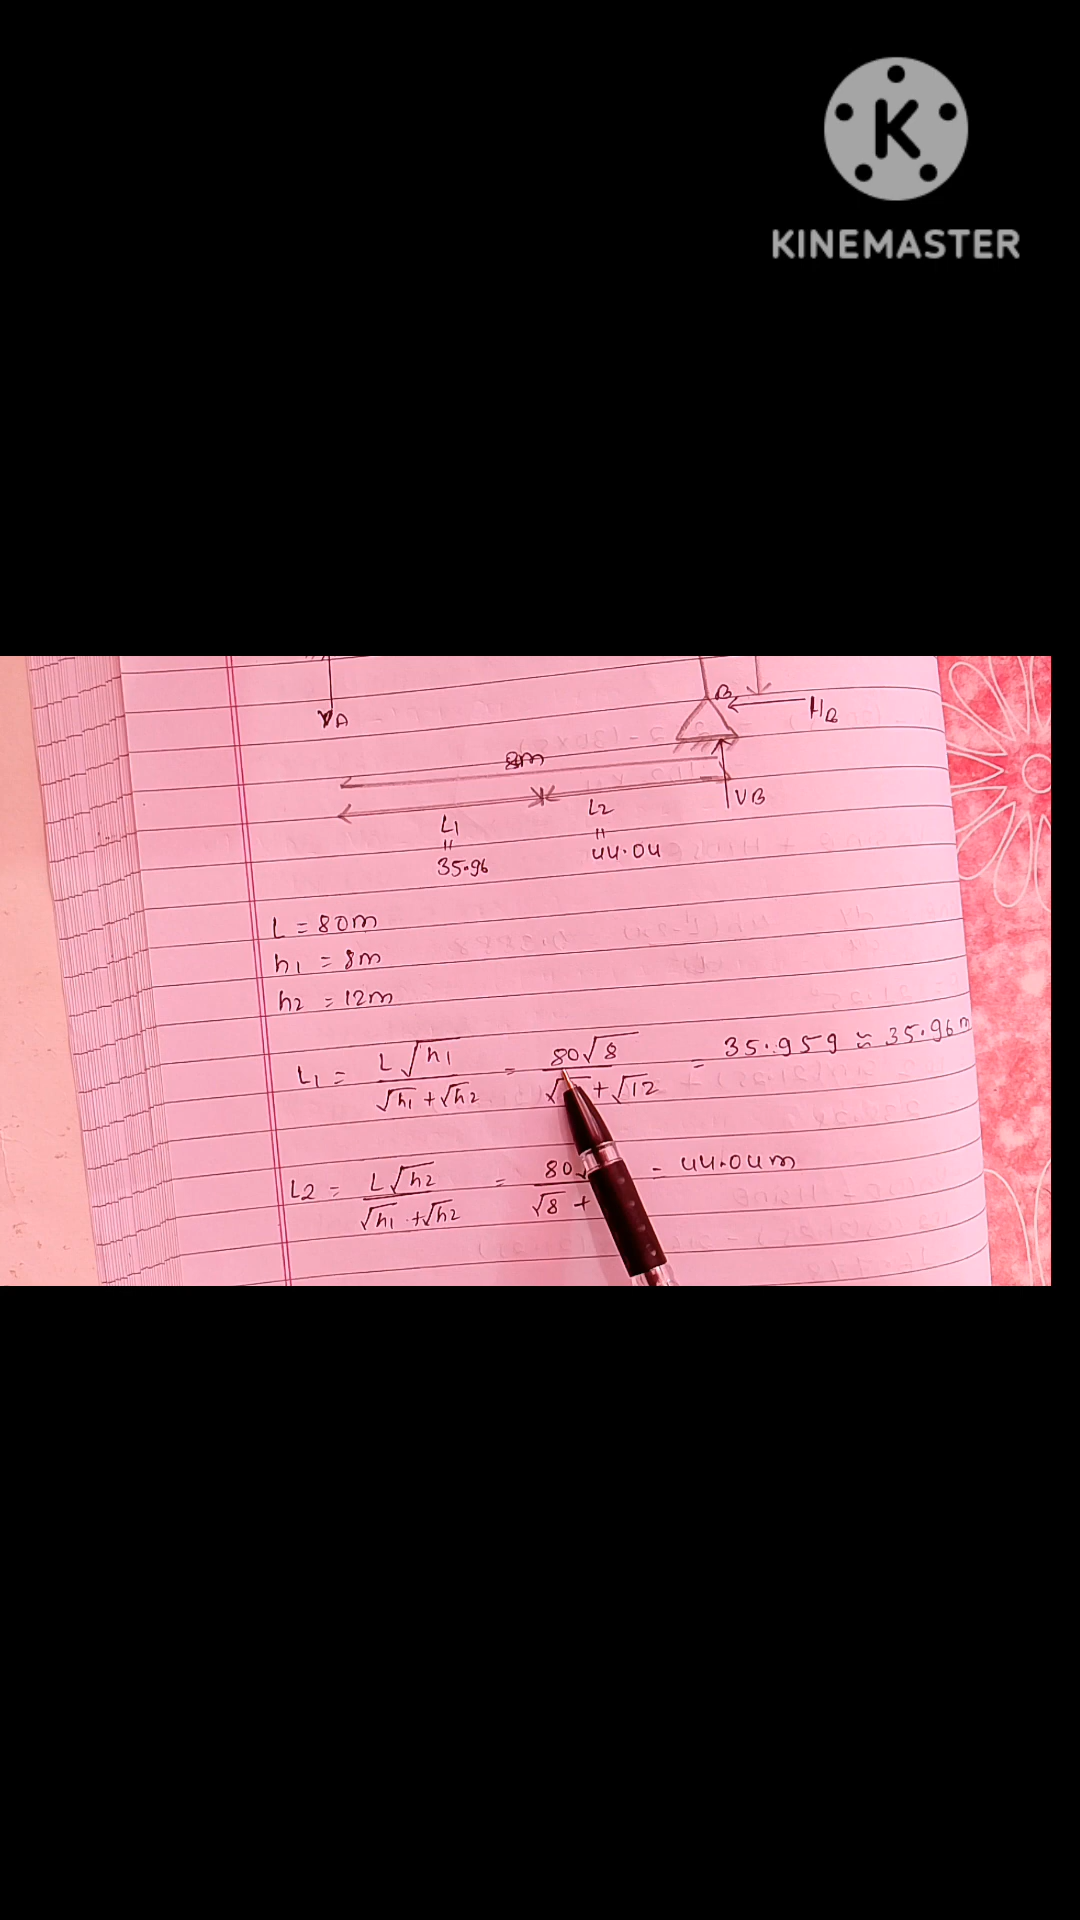 K
KINEMASTER
VA
B
HB
8m
VB
L1
L2
=
=
35.96
44.04
L = 80m
h1 = 8m
h2 = 12m
L1 = L√h1 / √h1 + √h2 = 80√8 / √ + √12 = 35.959 ≈ 35.96m
L2 = L√h2 / √h1 + √h2 = 80 / √8 + = 44.04m